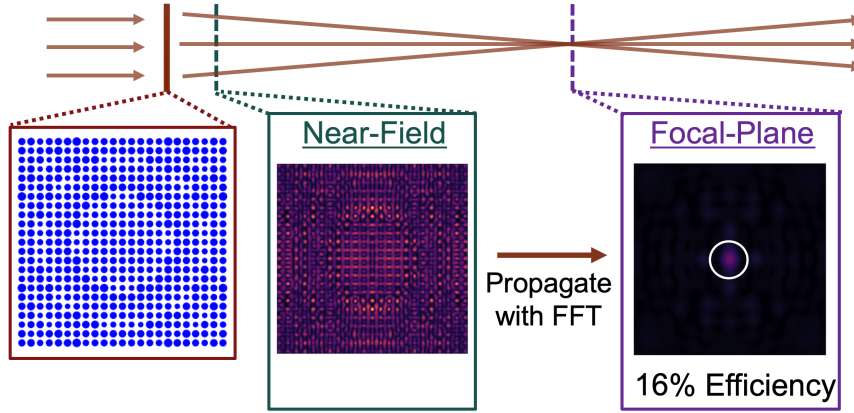 Near-Field
Focal-Plane
Propagate
with FFT
16% Efficiency